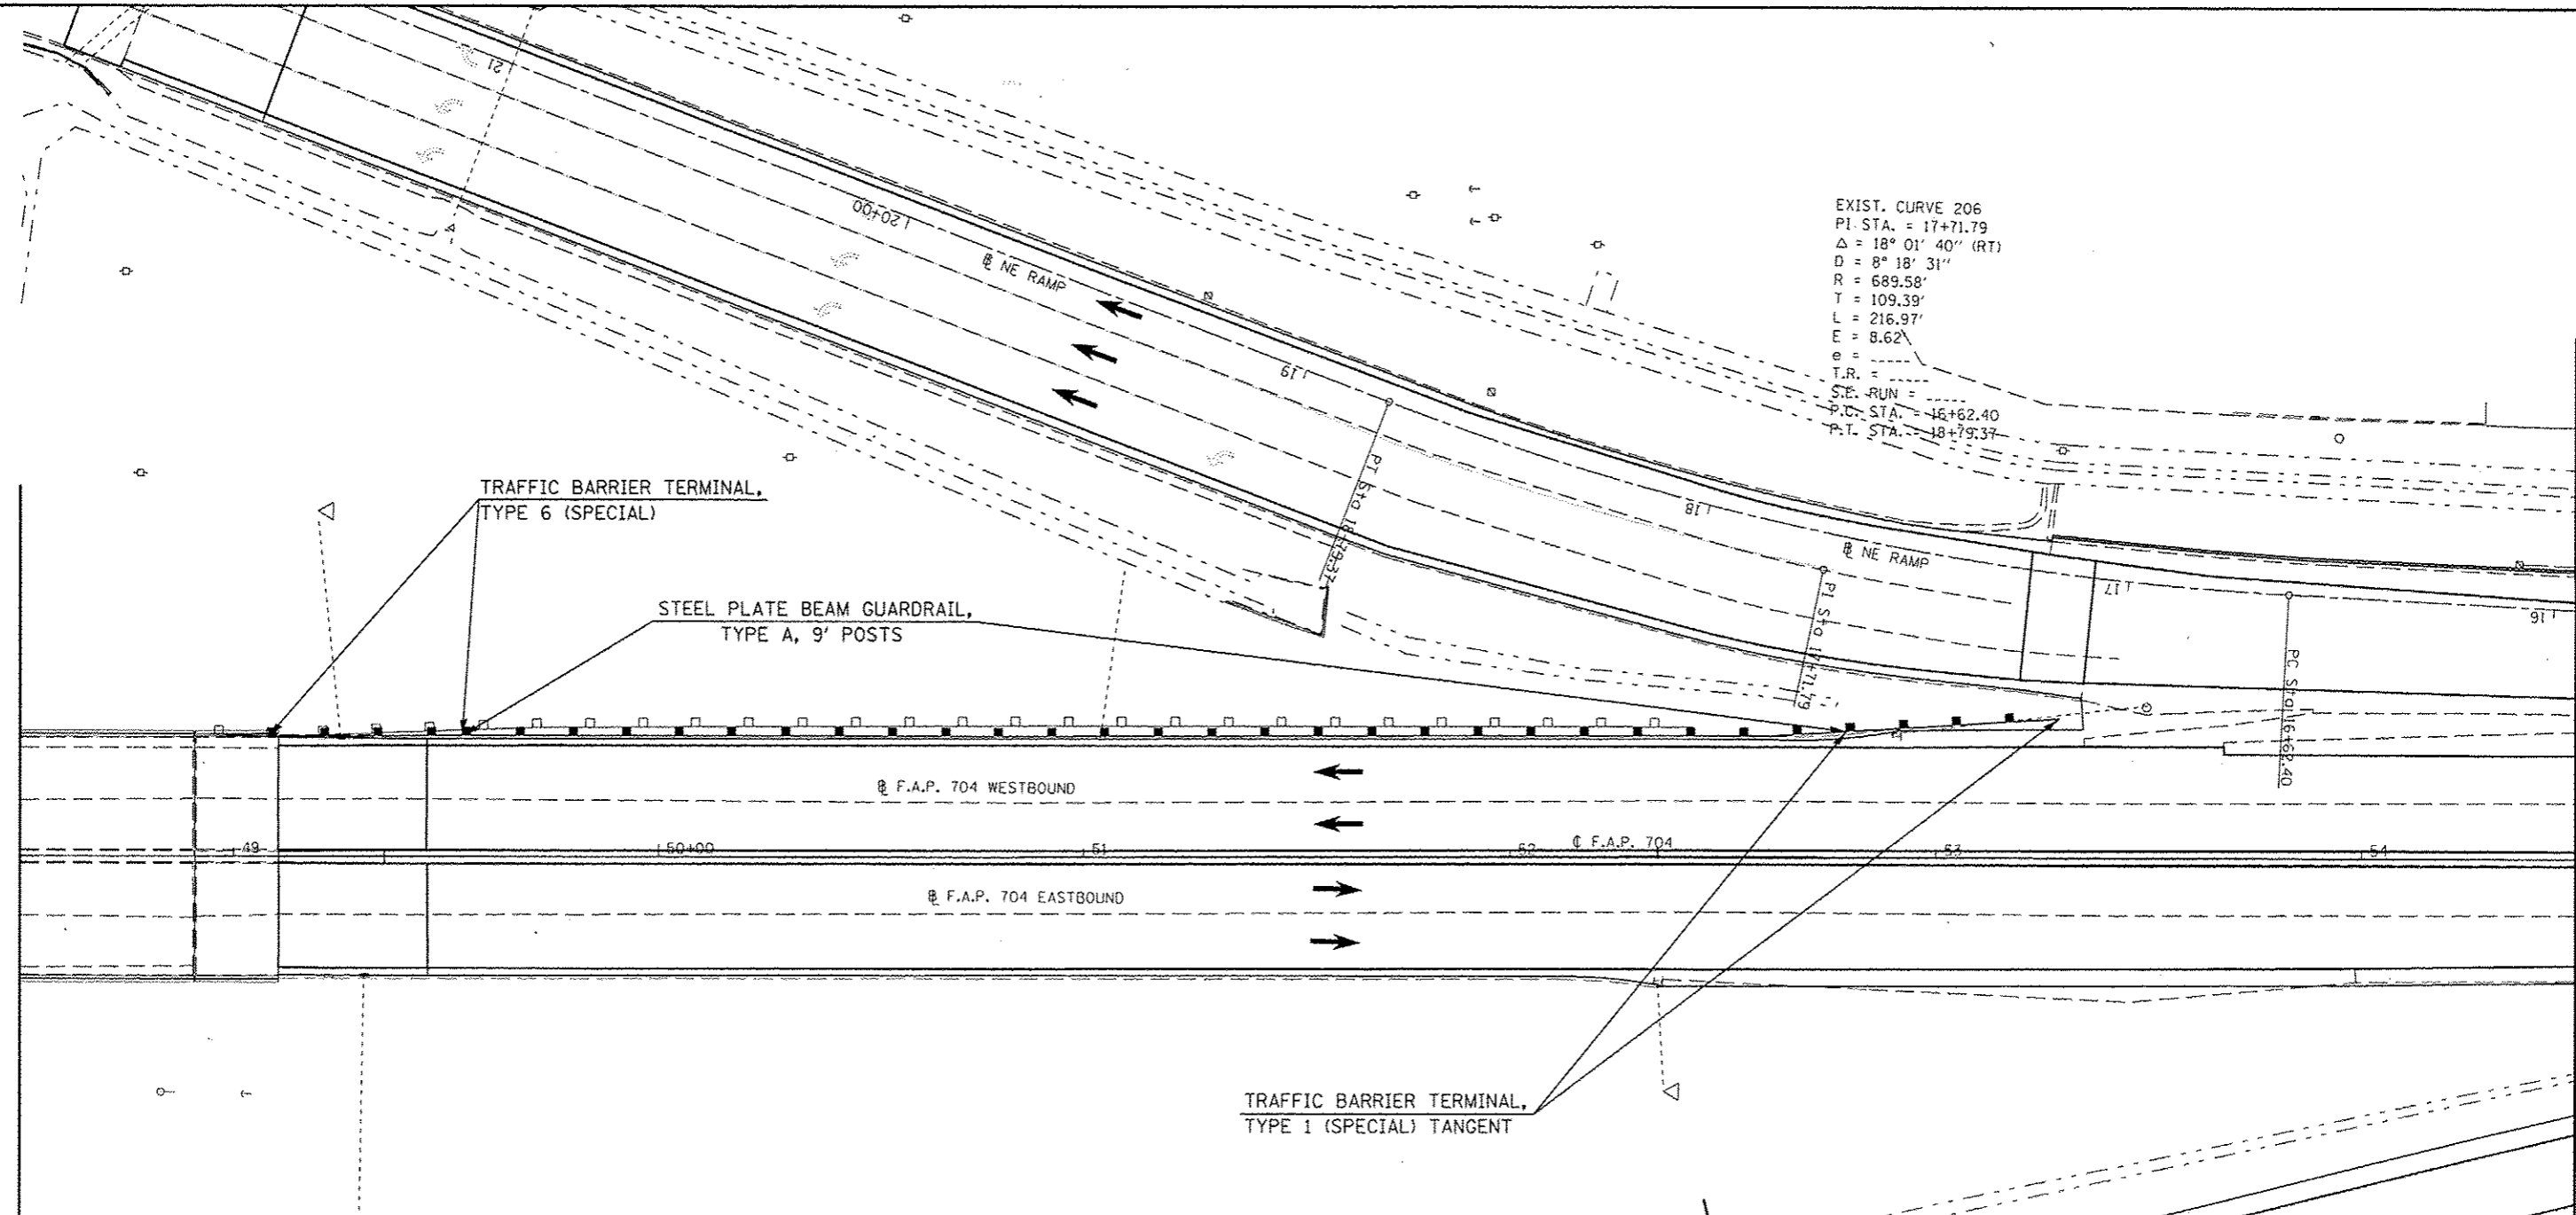 21
20+00
℄ NE RAMP
19
EXIST. CURVE 206
P.I. STA. = 17+71.79
Δ = 18° 01' 40" (RT)
D = 8° 18' 31"
R = 689.58'
T = 109.39'
L = 216.97'
E = 8.62'
e = -----
T.R. = -----
S.E. RUN = -----
P.C. STA. = 16+62.40
P.T. STA. = 18+79.37
PT Sta 18+79.37
18
℄ NE RAMP
PI Sta 17+71.79
17
16
PC Sta 16+62.40
TRAFFIC BARRIER TERMINAL,
TYPE 6 (SPECIAL)
STEEL PLATE BEAM GUARDRAIL,
TYPE A, 9' POSTS
℄ F.A.P. 704 WESTBOUND
49
50+00
51
52
℄ F.A.P. 704
53
54
℄ F.A.P. 704 EASTBOUND
TRAFFIC BARRIER TERMINAL,
TYPE 1 (SPECIAL) TANGENT